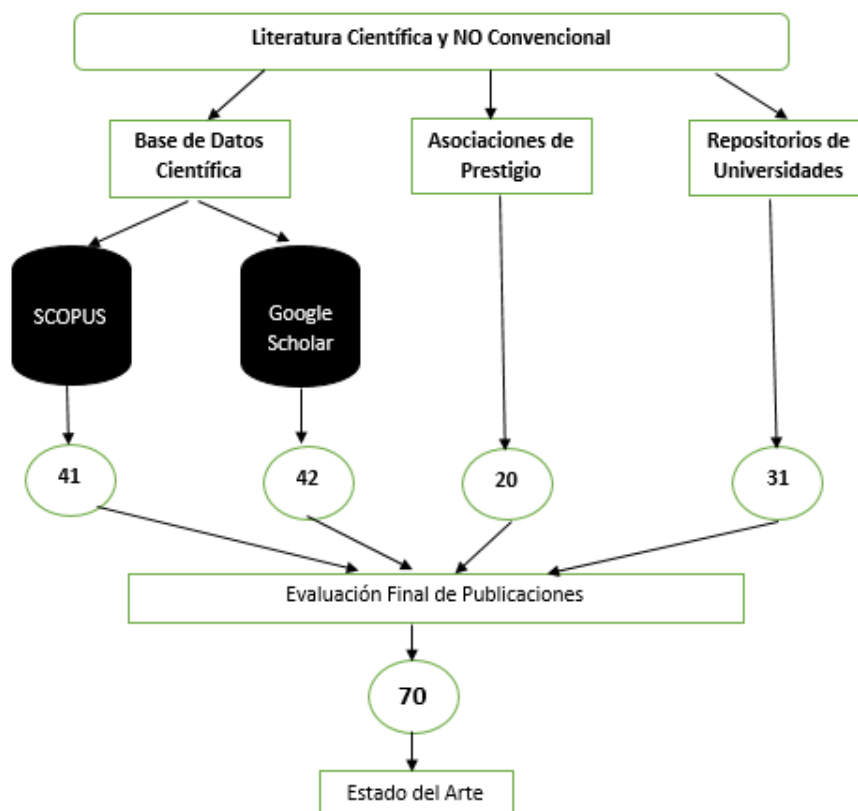 Literatura Científica y NO Convencional
Base de Datos
Científica
Asociaciones de
Prestigio
Repositorios de
Universidades
SCOPUS
Google
Scholar
41
42
20
31
Evaluación Final de Publicaciones
70
Estado del Arte